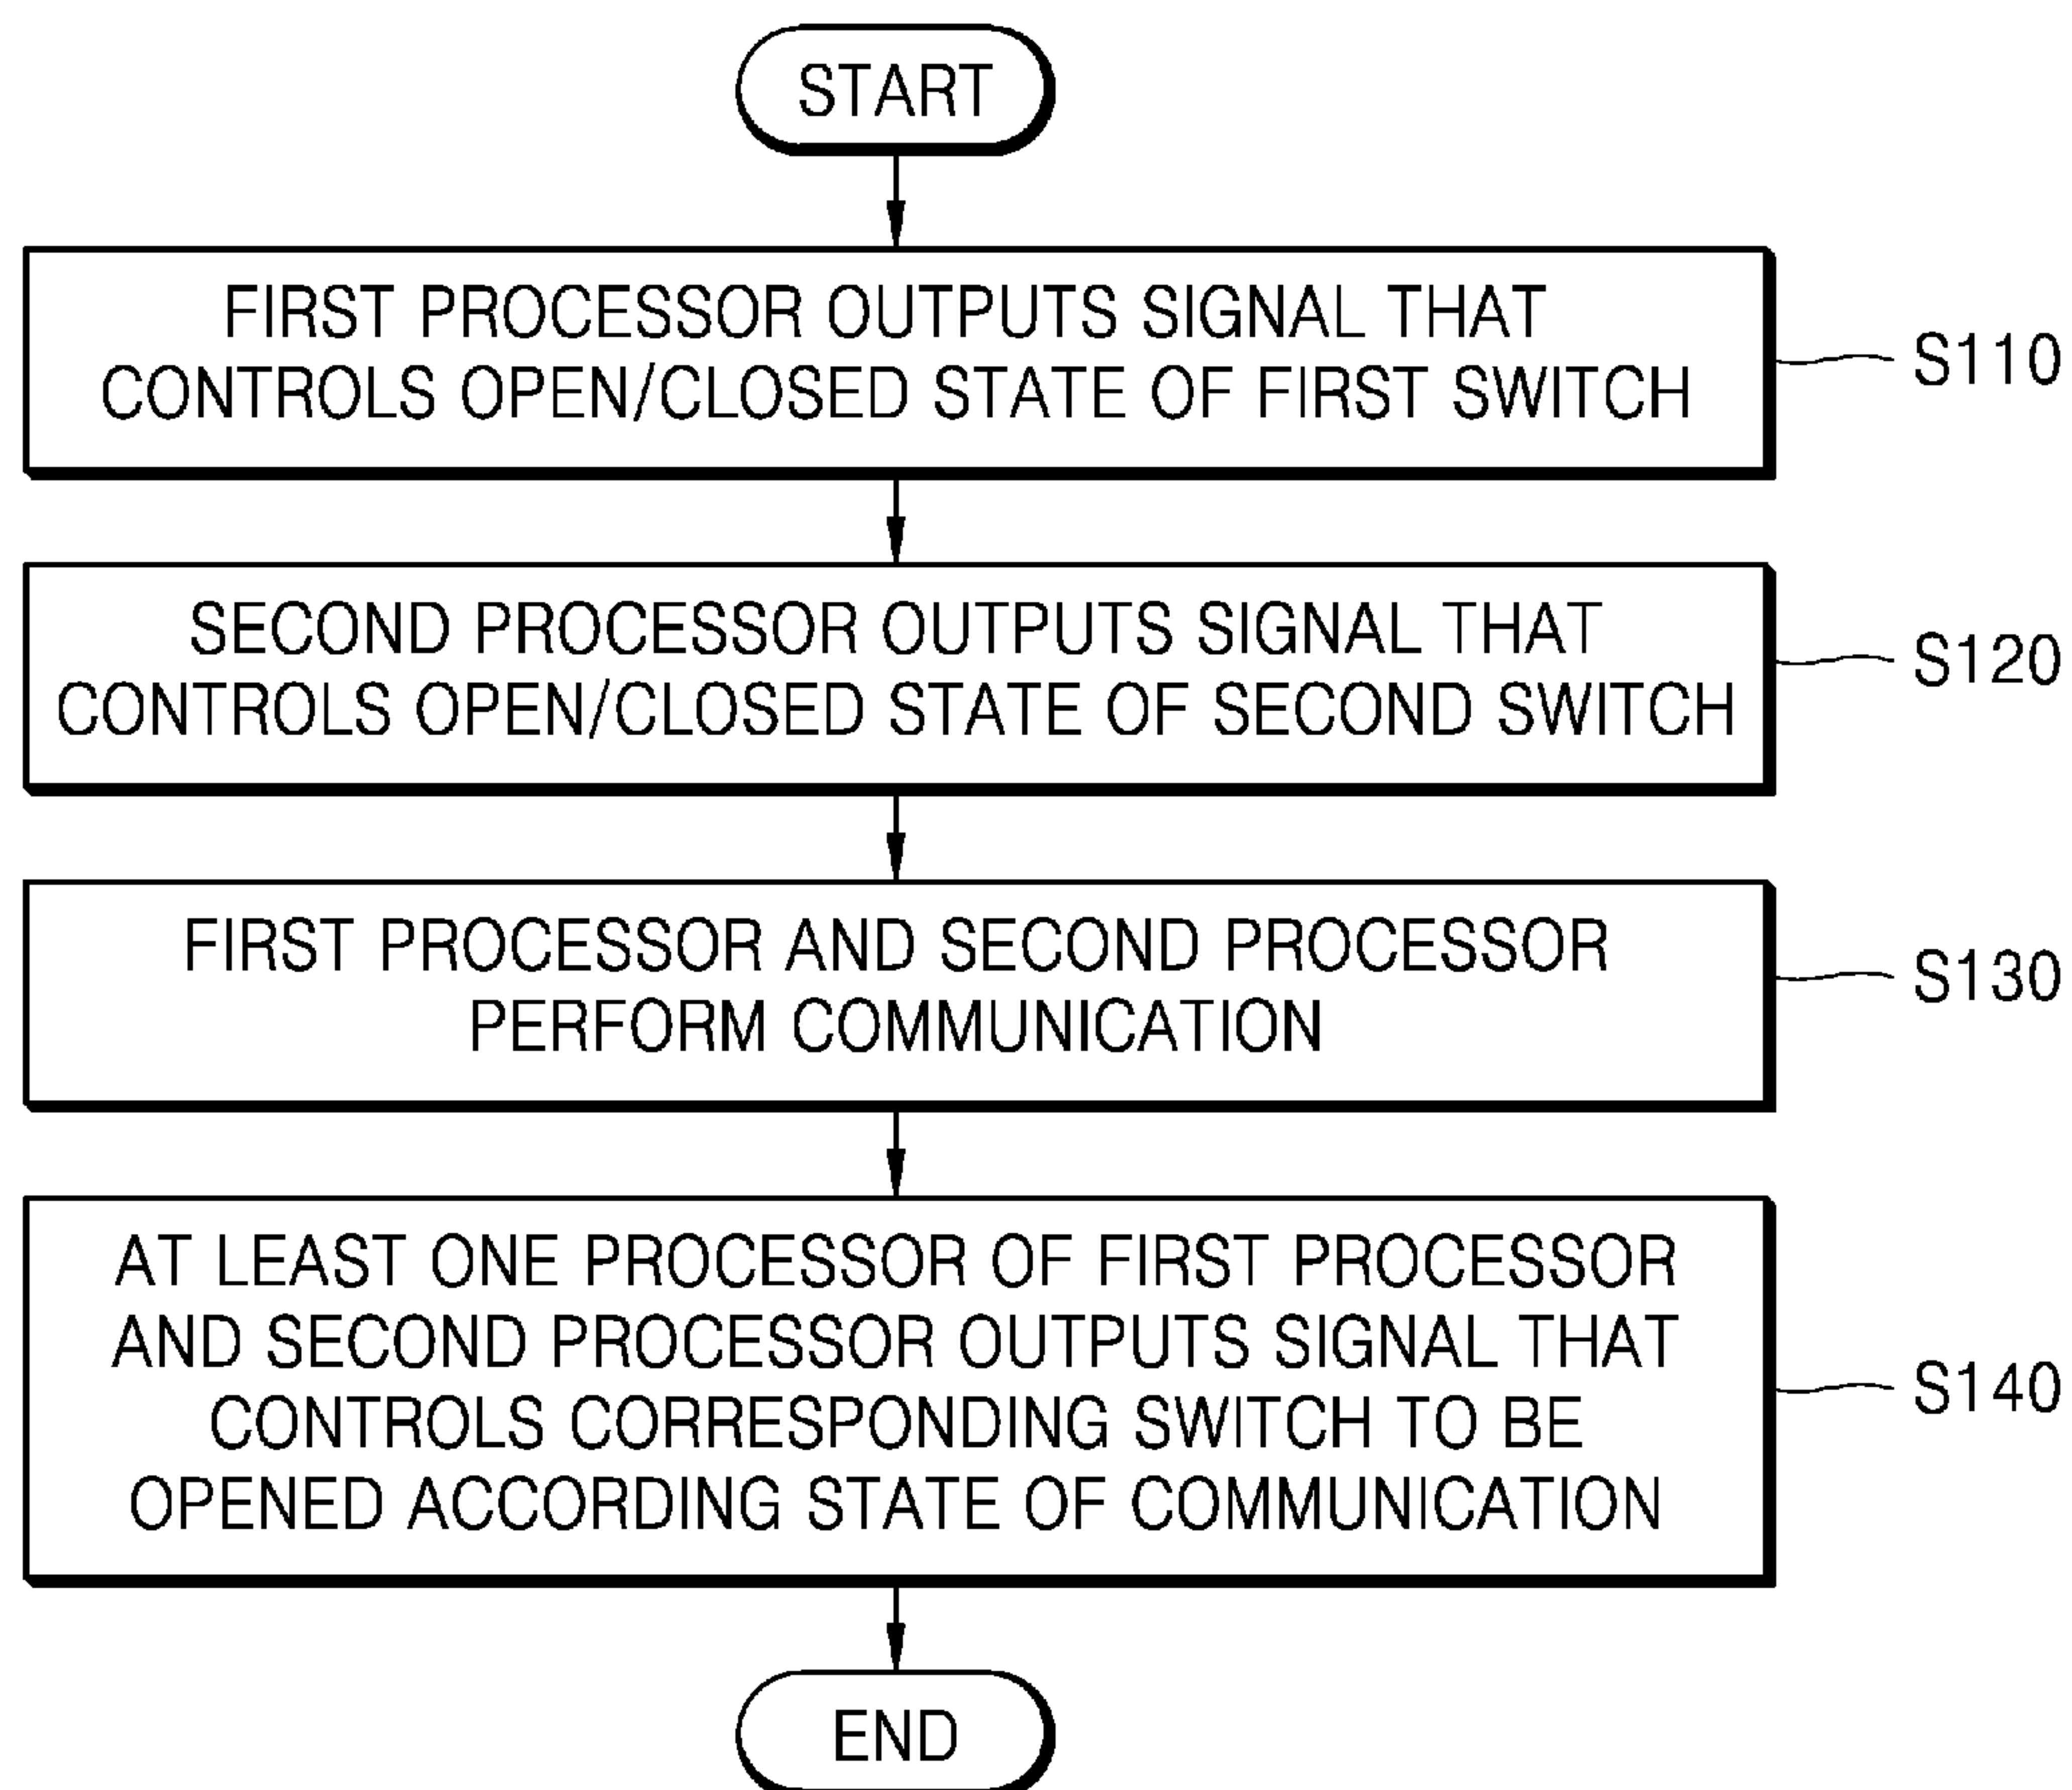 START
FIRST PROCESSOR OUTPUTS SIGNAL THAT
CONTROLS OPEN/CLOSED STATE OF FIRST SWITCH
S110
SECOND PROCESSOR OUTPUTS SIGNAL THAT
CONTROLS OPEN/CLOSED STATE OF SECOND SWITCH
S120
FIRST PROCESSOR AND SECOND PROCESSOR
PERFORM COMMUNICATION
S130
AT LEAST ONE PROCESSOR OF FIRST PROCESSOR
AND SECOND PROCESSOR OUTPUTS SIGNAL THAT
CONTROLS CORRESPONDING SWITCH TO BE
OPENED ACCORDING STATE OF COMMUNICATION
S140
END